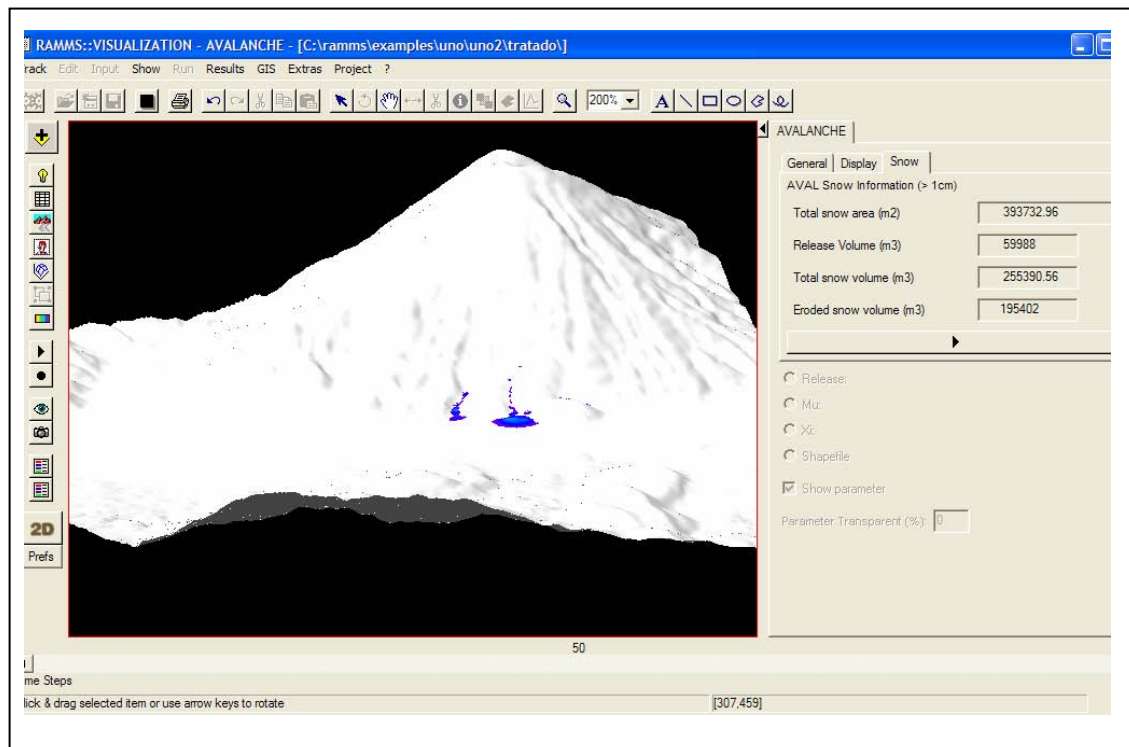 RAMMS::VISUALIZATION - AVALANCHE - [C:\ramms\examples\uno\uno2\tratado\]
rack Edit Input Show Run Results GIS Extras Project ?
200% A
AVALANCHE
General Display Snow
AVAL Snow Information (> 1cm)
Total snow area (m2) 393732.96
Release Volume (m3) 59988
Total snow volume (m3) 255390.56
Eroded snow volume (m3) 195402
Release:
Mu:
Xi:
Shapefile
Show parameter
Parameter Transparent (%): 0
2D
Prefs
50
me Steps
lick & drag selected item or use arrow keys to rotate [307,459]